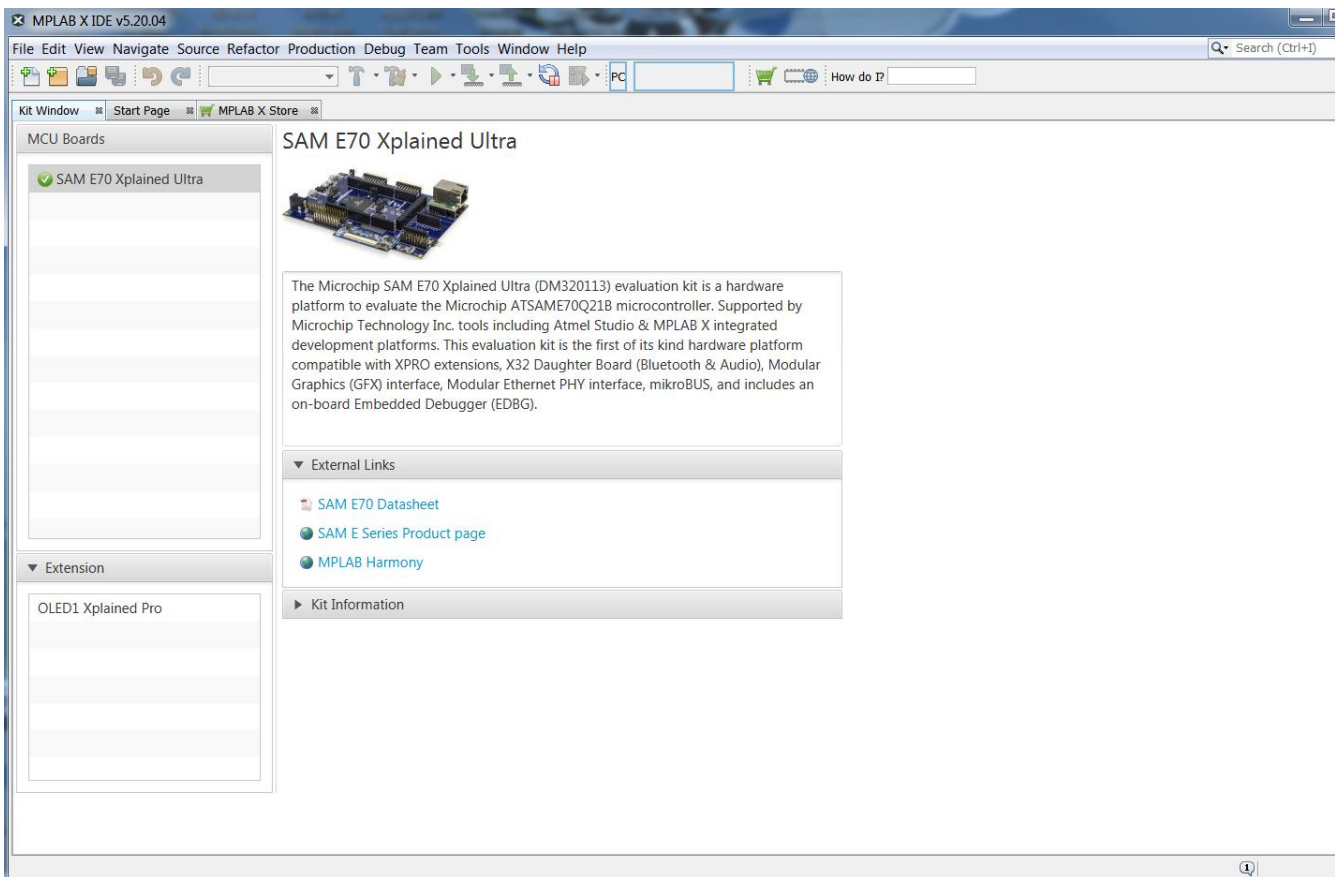 MPLAB X IDE v5.20.04
File Edit View Navigate Source Refactor Production Debug Team Tools Window Help
Search (Ctrl+I)
PC
How do I?
Kit Window
Start Page
MPLAB X Store
MCU Boards
SAM E70 Xplained Ultra
SAM E70 Xplained Ultra
The Microchip SAM E70 Xplained Ultra (DM320113) evaluation kit is a hardware
platform to evaluate the Microchip ATSAME70Q21B microcontroller. Supported by
Microchip Technology Inc. tools including Atmel Studio & MPLAB X integrated
development platforms. This evaluation kit is the first of its kind hardware platform
compatible with XPRO extensions, X32 Daughter Board (Bluetooth & Audio), Modular
Graphics (GFX) interface, Modular Ethernet PHY interface, mikroBUS, and includes an
on-board Embedded Debugger (EDBG).
External Links
SAM E70 Datasheet
SAM E Series Product page
MPLAB Harmony
Kit Information
Extension
OLED1 Xplained Pro
1